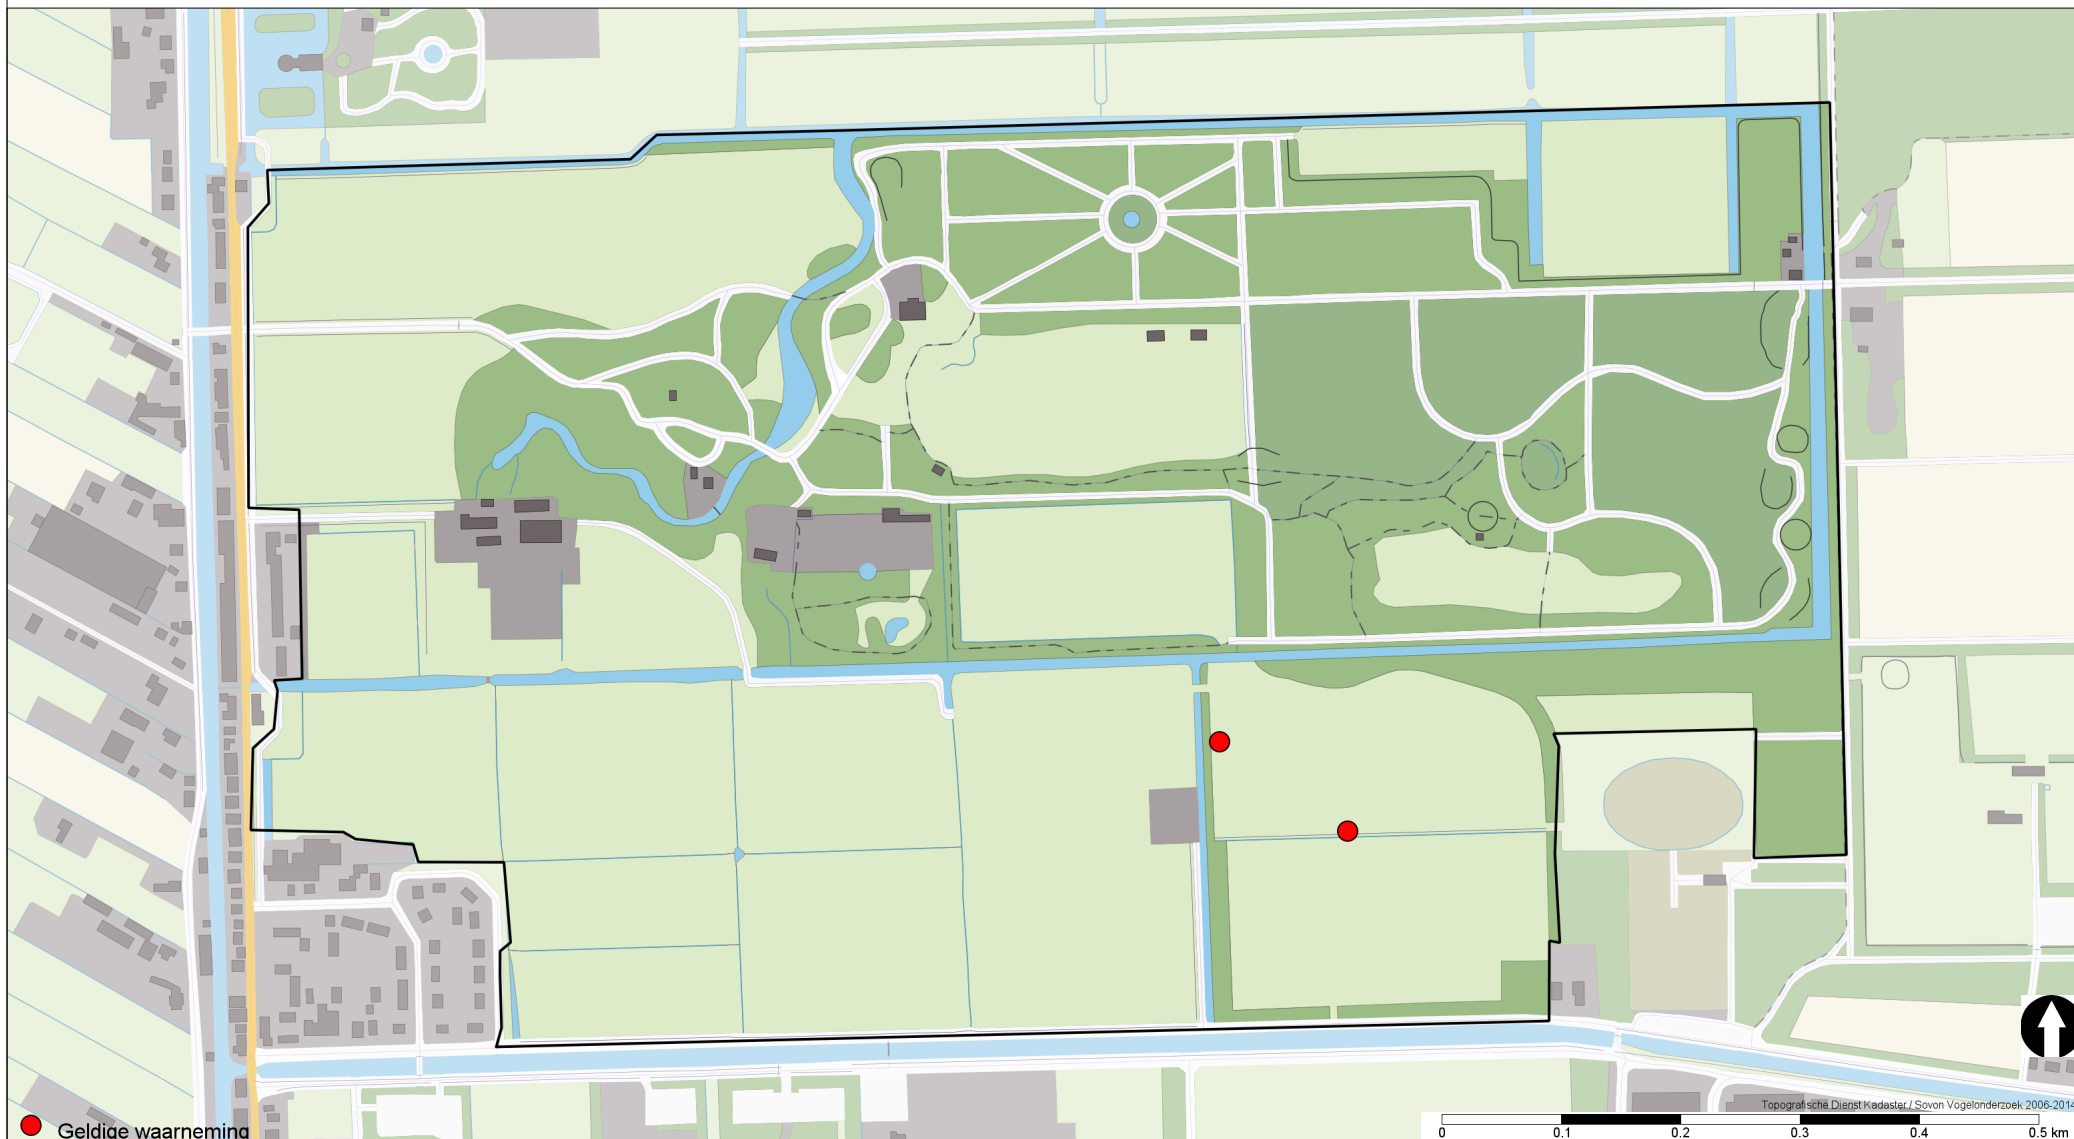 Topografische Dienst Kadaster / Sovon Vogelonderzoek 2006-2014
Geldige waarneming
0 0.1 0.2 0.3 0.4 0.5 km